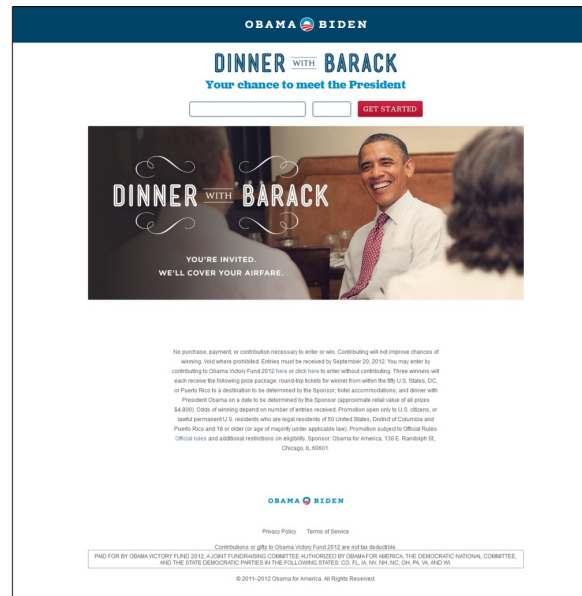 OBAMA BIDEN
DINNER WITH BARACK
Your chance to meet the President
GET STARTED
DINNER WITH BARACK
YOU'RE INVITED.
WE'LL COVER YOUR AIRFARE.
No purchase, payment, or contribution necessary to enter or win. Contributing will not improve chances of
winning. Void where prohibited. Entries must be received by September 20, 2012. You may enter by
contributing to Obama Victory Fund 2012 here or click here to enter without contributing. Three winners will
each receive the following prize package: round-trip tickets for winner from within the fifty U.S. States, DC,
or Puerto Rico to a destination to be determined by the Sponsor; hotel accommodations; and dinner with
President Obama on a date to be determined by the Sponsor (approximate retail value of all prizes
$4,800). Odds of winning depend on number of entries received. Promotion open only to U.S. citizens, or
lawful permanent U.S. residents who are legal residents of 50 United States, District of Columbia and
Puerto Rico and 18 or older (or age of majority under applicable law). Promotion subject to Official Rules
Official rules and additional restrictions on eligibility. Sponsor: Obama for America, 130 E. Randolph St.,
Chicago, IL 60601.
OBAMA BIDEN
Privacy Policy Terms of Service
Contributions or gifts to Obama Victory Fund 2012 are not tax deductible.
PAID FOR BY OBAMA VICTORY FUND 2012, A JOINT FUNDRAISING COMMITTEE AUTHORIZED BY OBAMA FOR AMERICA, THE DEMOCRATIC NATIONAL COMMITTEE,
AND THE STATE DEMOCRATIC PARTIES IN THE FOLLOWING STATES: CO, FL, IA, NV, NH, NC, OH, PA, VA, AND WI.
© 2011–2012 Obama for America. All Rights Reserved.